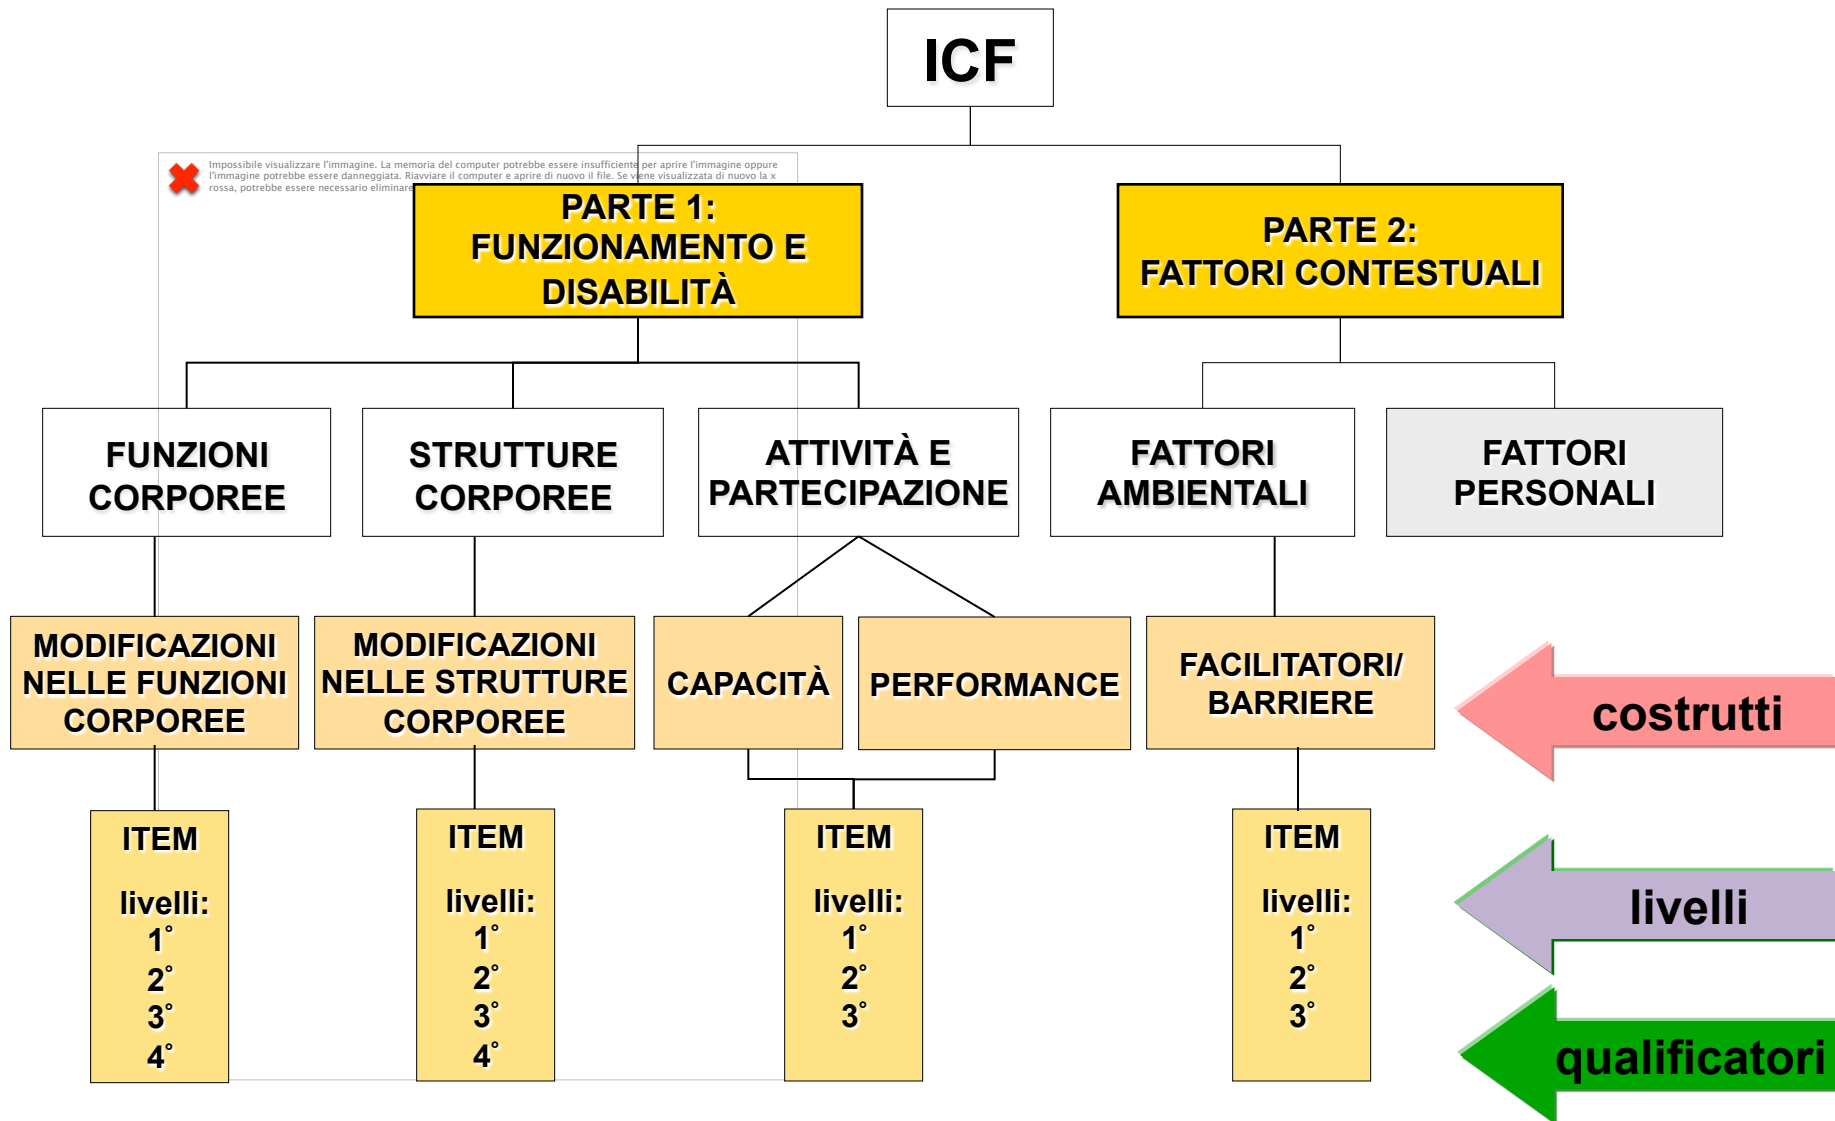 ICF
Impossibile visualizzare l'immagine. La memoria del computer potrebbe essere insufficiente per aprire l'immagine oppure
l'immagine potrebbe essere danneggiata. Riavviare il computer e aprire di nuovo il file. Se viene visualizzata di nuovo la x
rossa, potrebbe essere necessario eliminare
PARTE 1:
FUNZIONAMENTO E
DISABILITÀ
PARTE 2:
FATTORI CONTESTUALI
FUNZIONI
CORPOREE
STRUTTURE
CORPOREE
ATTIVITÀ E
PARTECIPAZIONE
FATTORI
AMBIENTALI
FATTORI
PERSONALI
MODIFICAZIONI
NELLE FUNZIONI
CORPOREE
MODIFICAZIONI
NELLE STRUTTURE
CORPOREE
CAPACITÀ
PERFORMANCE
FACILITATORI/
BARRIERE
costrutti
ITEM
livelli:
1°
2°
3°
4°
ITEM
livelli:
1°
2°
3°
4°
ITEM
livelli:
1°
2°
3°
ITEM
livelli:
1°
2°
3°
livelli
qualificatori